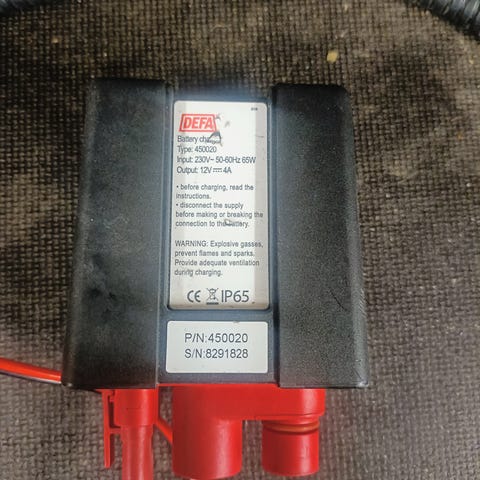 DEFA
Battery charger
Type: 450020
Input: 230V~ 50-60Hz 65W
Output: 12V⎓4A
• before charging, read the
instructions.
• disconnect the supply
before making or breaking the
connection to the battery.
WARNING: Explosive gasses,
prevent flames and sparks.
Provide adequate ventilation
during charging.
CE IP65
P/N:450020
S/N:8291828